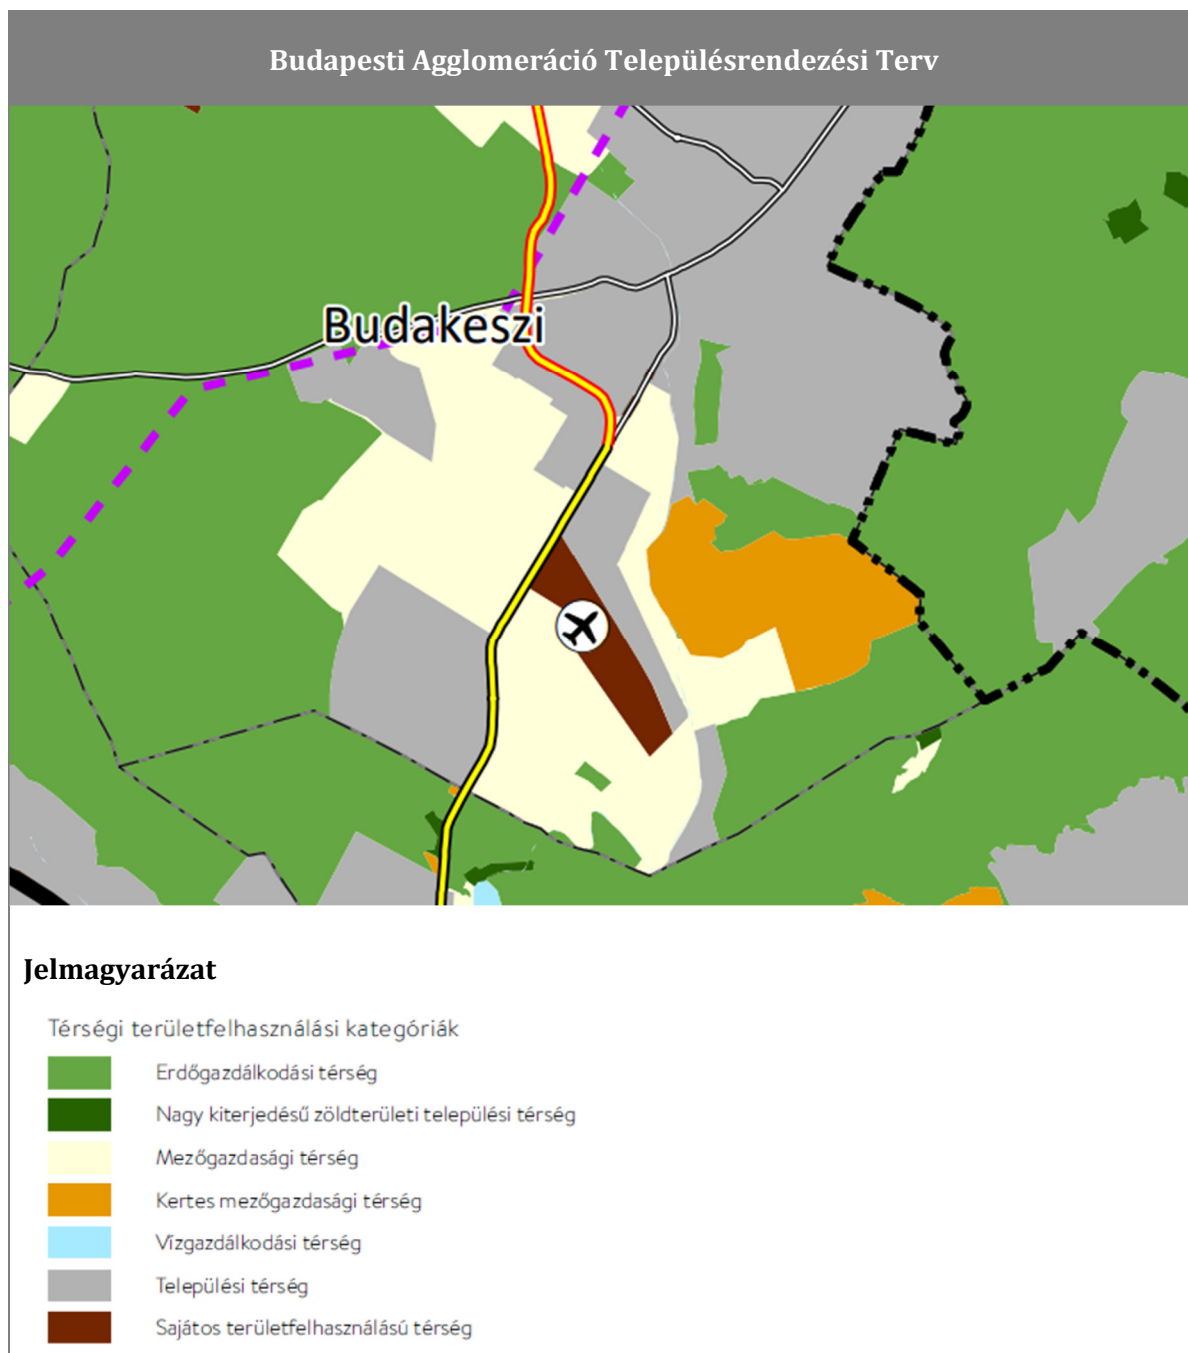 Budapesti Agglomeráció Településrendezési Terv
Budakeszi
Jelmagyarázat
Térségi területfelhasználási kategóriák
Erdőgazdálkodási térség
Nagy kiterjedésű zöldterületi települési térség
Mezőgazdasági térség
Kertes mezőgazdasági térség
Vízgazdálkodási térség
Települési térség
Sajátos területfelhasználású térség